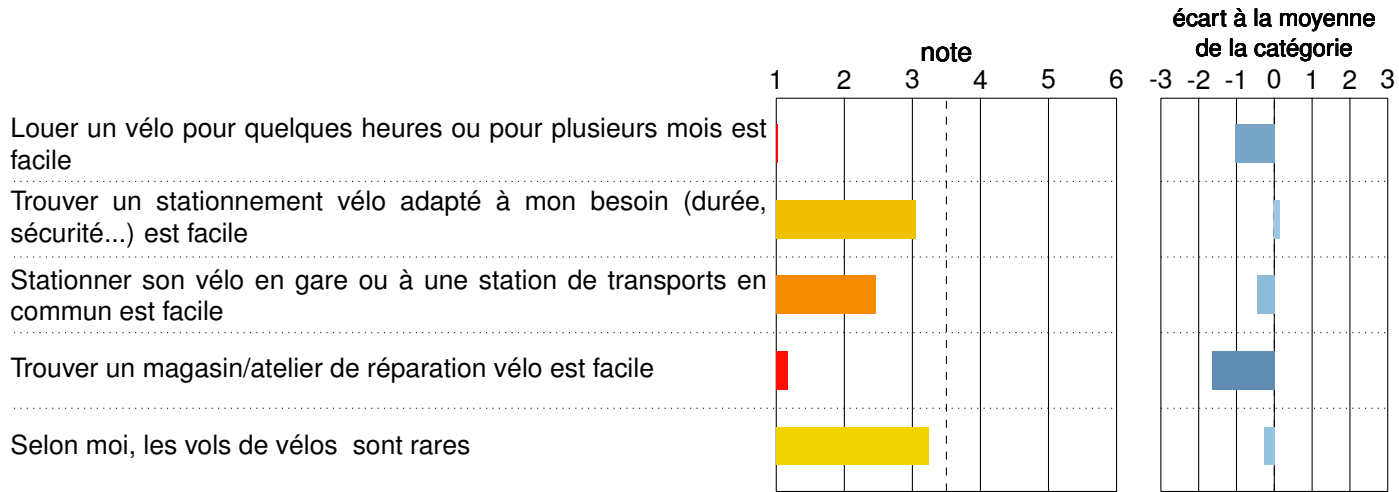 écart à la moyenne
de la catégorie
note
1 2 3 4 5 6
-3 -2 -1 0 1 2 3
Louer un vélo pour quelques heures ou pour plusieurs mois est
facile
Trouver un stationnement vélo adapté à mon besoin (durée,
sécurité...) est facile
Stationner son vélo en gare ou à une station de transports en
commun est facile
Trouver un magasin/atelier de réparation vélo est facile
Selon moi, les vols de vélos sont rares